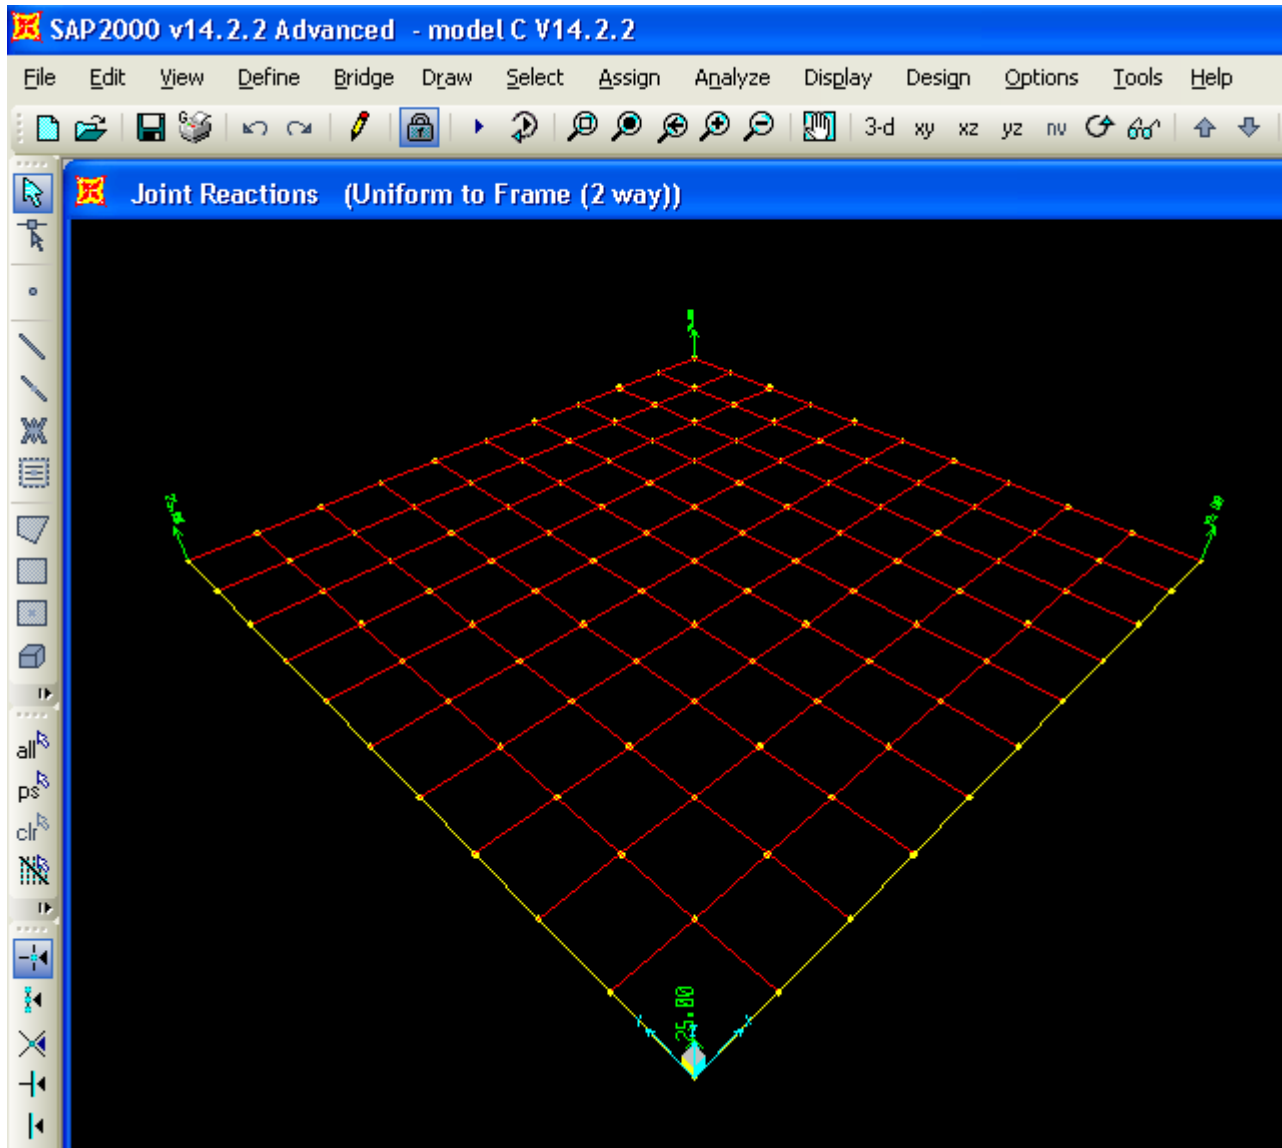 SAP2000 v14.2.2 Advanced - model C V14.2.2
File Edit View Define Bridge Draw Select Assign Analyze Display Design Options Tools Help
3-d xy xz yz nv
Joint Reactions (Uniform to Frame (2 way))
all
ps
clr
25.00